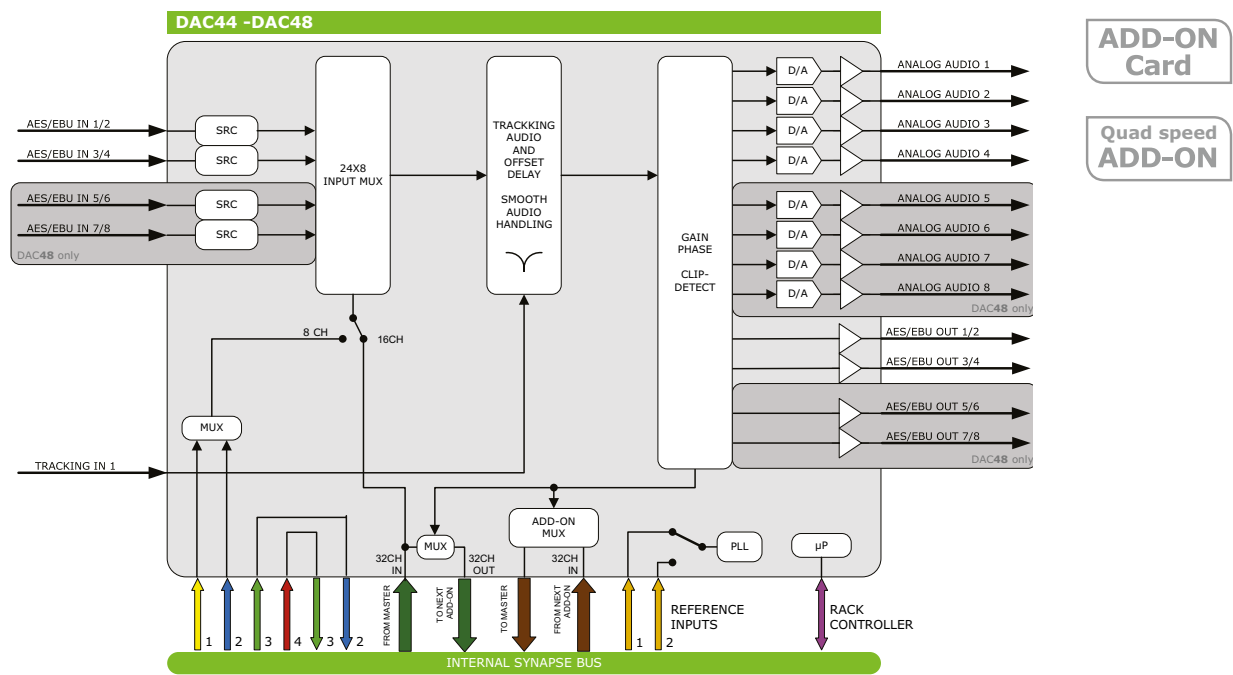 DAC44 -DAC48
ADD-ON
Card
Quad speed
ADD-ON
AES/EBU IN 1/2
AES/EBU IN 3/4
AES/EBU IN 5/6
AES/EBU IN 7/8
DAC48 only
SRC
SRC
SRC
SRC
24X8
INPUT MUX
TRACKKING
AUDIO
AND
OFFSET
DELAY
SMOOTH
AUDIO
HANDLING
GAIN
PHASE
CLIP-
DETECT
D/A
D/A
D/A
D/A
D/A
D/A
D/A
D/A
ANALOG AUDIO 1
ANALOG AUDIO 2
ANALOG AUDIO 3
ANALOG AUDIO 4
ANALOG AUDIO 5
ANALOG AUDIO 6
ANALOG AUDIO 7
ANALOG AUDIO 8
DAC48 only
AES/EBU OUT 1/2
AES/EBU OUT 3/4
AES/EBU OUT 5/6
AES/EBU OUT 7/8
DAC48 only
8 CH
16CH
MUX
TRACKING IN 1
MUX
ADD-ON
MUX
PLL
µP
32CH
IN
32CH
OUT
32CH
IN
1
2
3
4
3
2
FROM MASTER
TO NEXT
ADD-ON
TO MASTER
FROM NEXT
ADD-ON
1
2
REFERENCE
INPUTS
RACK
CONTROLLER
INTERNAL SYNAPSE BUS